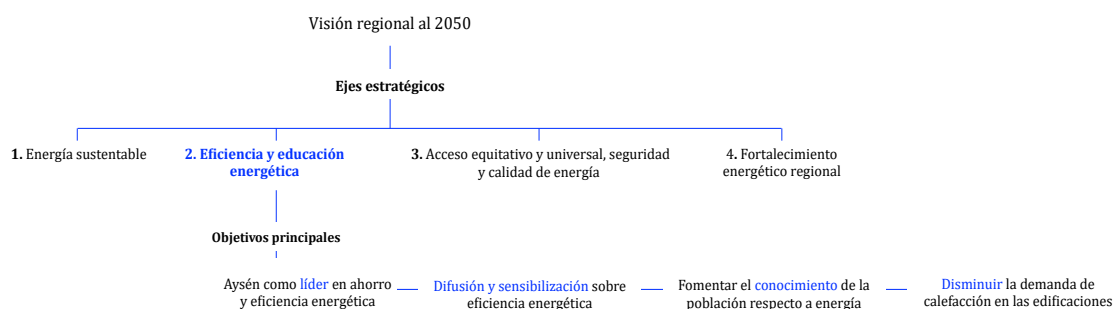 Visión regional al 2050
Ejes estratégicos
1. Energía sustentable
2. Eficiencia y educación
energética
3. Acceso equitativo y universal, seguridad
y calidad de energía
4. Fortalecimiento
energético regional
Objetivos principales
Aysén como líder en ahorro
y eficiencia energética
Difusión y sensibilización sobre
eficiencia energética
Fomentar el conocimiento de la
población respecto a energía
Disminuir la demanda de
calefacción en las edificaciones